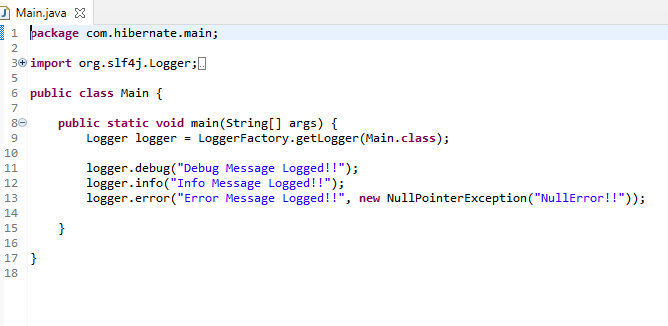 Main.java
1 package com.hibernate.main;
2
3 import org.slf4j.Logger;
5
6 public class Main {
7
8 public static void main(String[] args) {
9 Logger logger = LoggerFactory.getLogger(Main.class);
10
11 logger.debug("Debug Message Logged!!");
12 logger.info("Info Message Logged!!");
13 logger.error("Error Message Logged!!", new NullPointerException("NullError!!"));
14
15 }
16
17 }
18